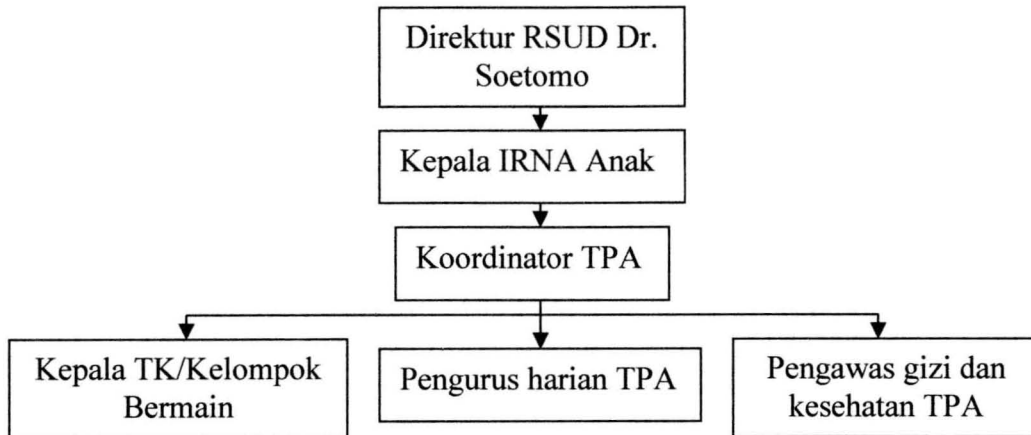 Direktur RSUD Dr.
Soetomo
Kepala IRNA Anak
Koordinator TPA
Kepala TK/Kelompok
Bermain
Pengurus harian TPA
Pengawas gizi dan
kesehatan TPA